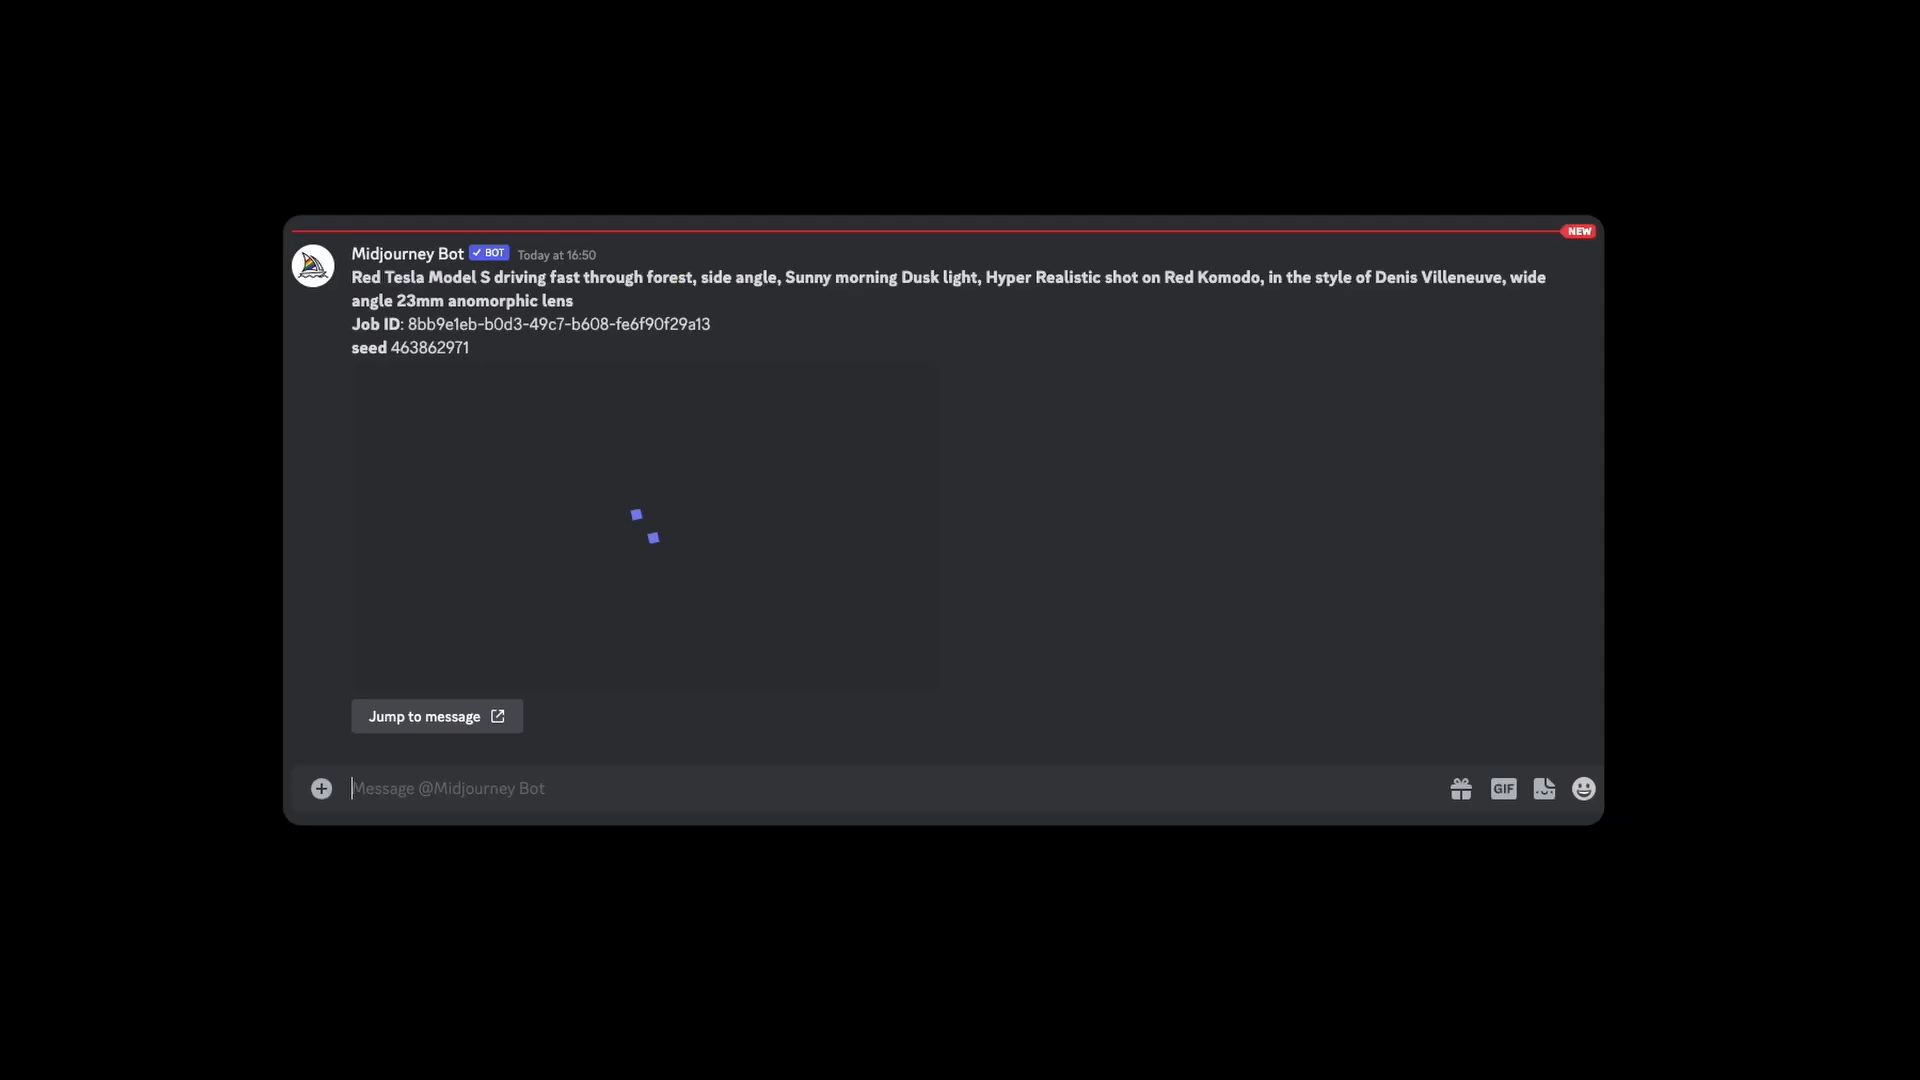 NEW
Midjourney Bot ✓ BOT Today at 16:50
Red Tesla Model S driving fast through forest, side angle, Sunny morning Dusk light, Hyper Realistic shot on Red Komodo, in the style of Denis Villeneuve, wide
angle 23mm anomorphic lens
Job ID: 8bb9e1eb-b0d3-49c7-b608-fe6f90f29a13
seed 463862971
Jump to message
Message @Midjourney Bot
GIF